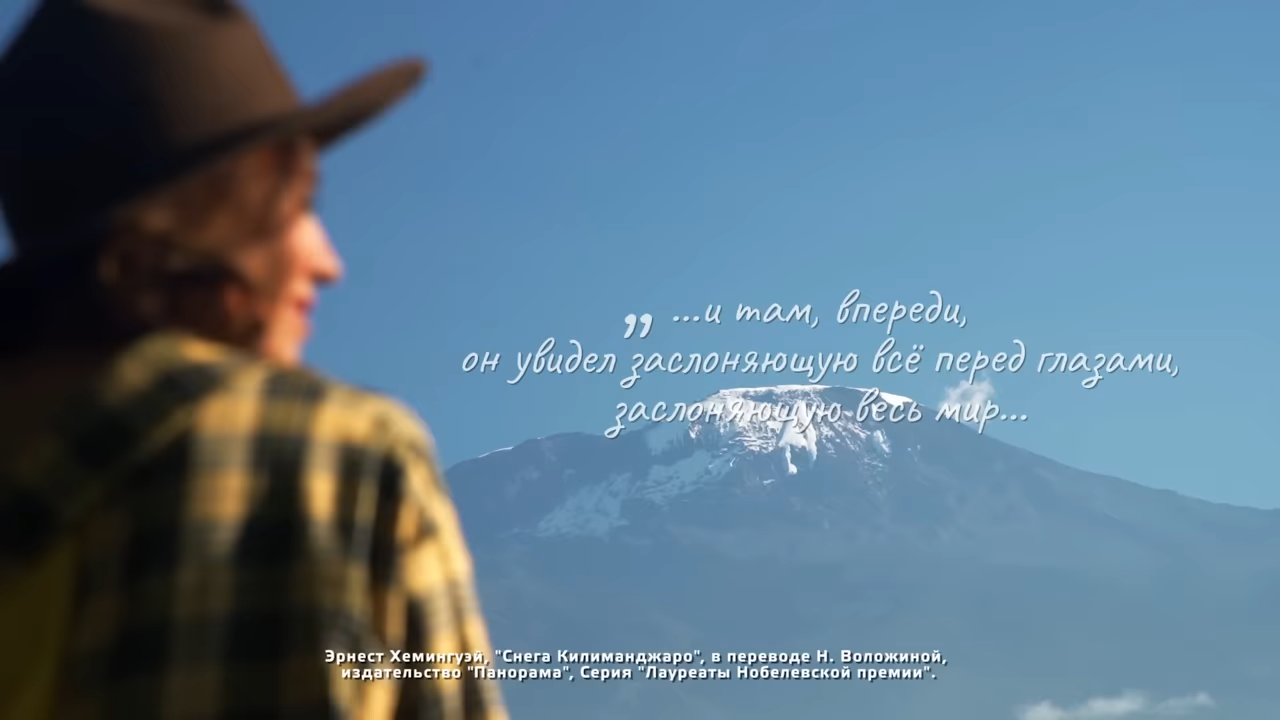 „ ...и там, впереди,
он увидел заслоняющую всё перед глазами,
заслоняющую весь мир...
Эрнест Хемингуэй, "Снега Килиманджаро", в переводе Н. Воложиной,
издательство "Панорама", Серия "Лауреаты Нобелевской премии".